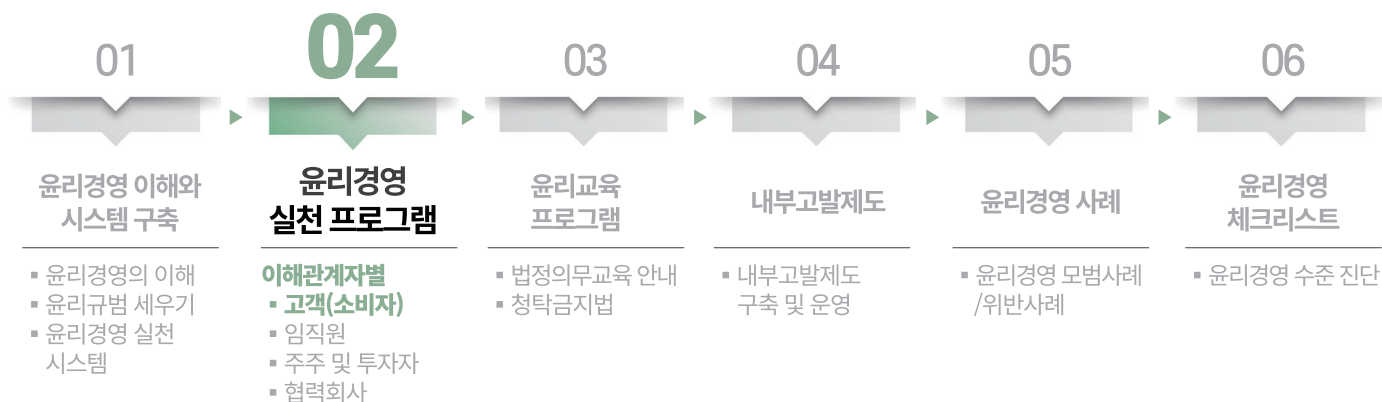 01
윤리경영 이해와
시스템 구축
▪ 윤리경영의 이해
▪ 윤리규범 세우기
▪ 윤리경영 실천
시스템
02
윤리경영
실천 프로그램
이해관계자별
▪ 고객(소비자)
▪ 임직원
▪ 주주 및 투자자
▪ 협력회사
03
윤리교육
프로그램
▪ 법정의무교육 안내
▪ 청탁금지법
04
내부고발제도
▪ 내부고발제도
구축 및 운영
05
윤리경영 사례
▪ 윤리경영 모범사례
/위반사례
06
윤리경영
체크리스트
▪ 윤리경영 수준 진단